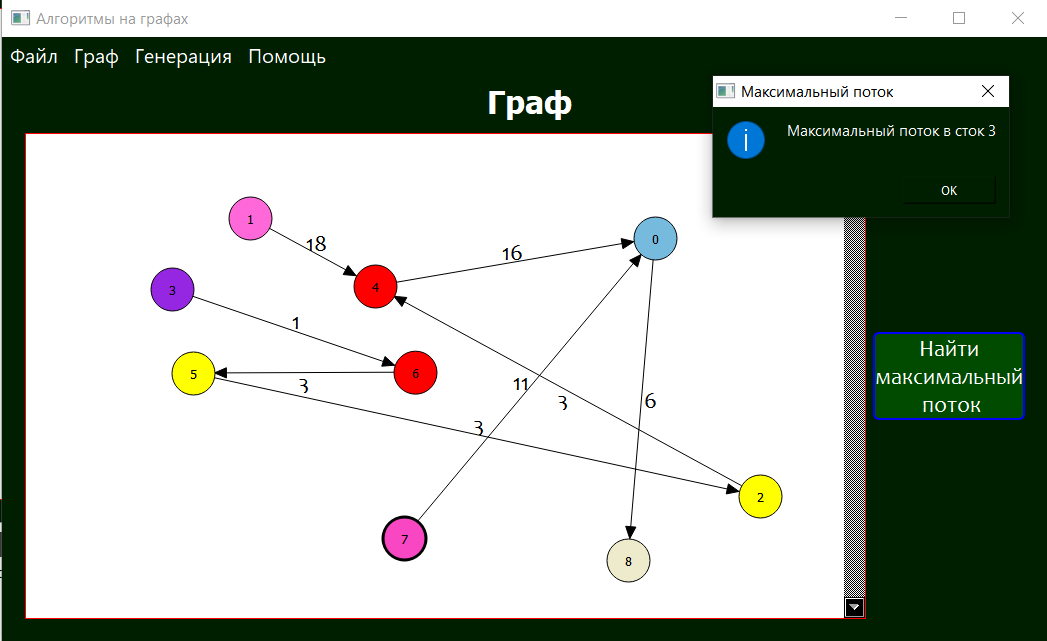 Алгоритмы на графах
Файл Граф Генерация Помощь
Граф
Максимальный поток
Максимальный поток в сток 3
ОК
1
18
16
0
4
3
1
5
3
6
11
3
6
3
2
7
8
Найти
максимальный
поток